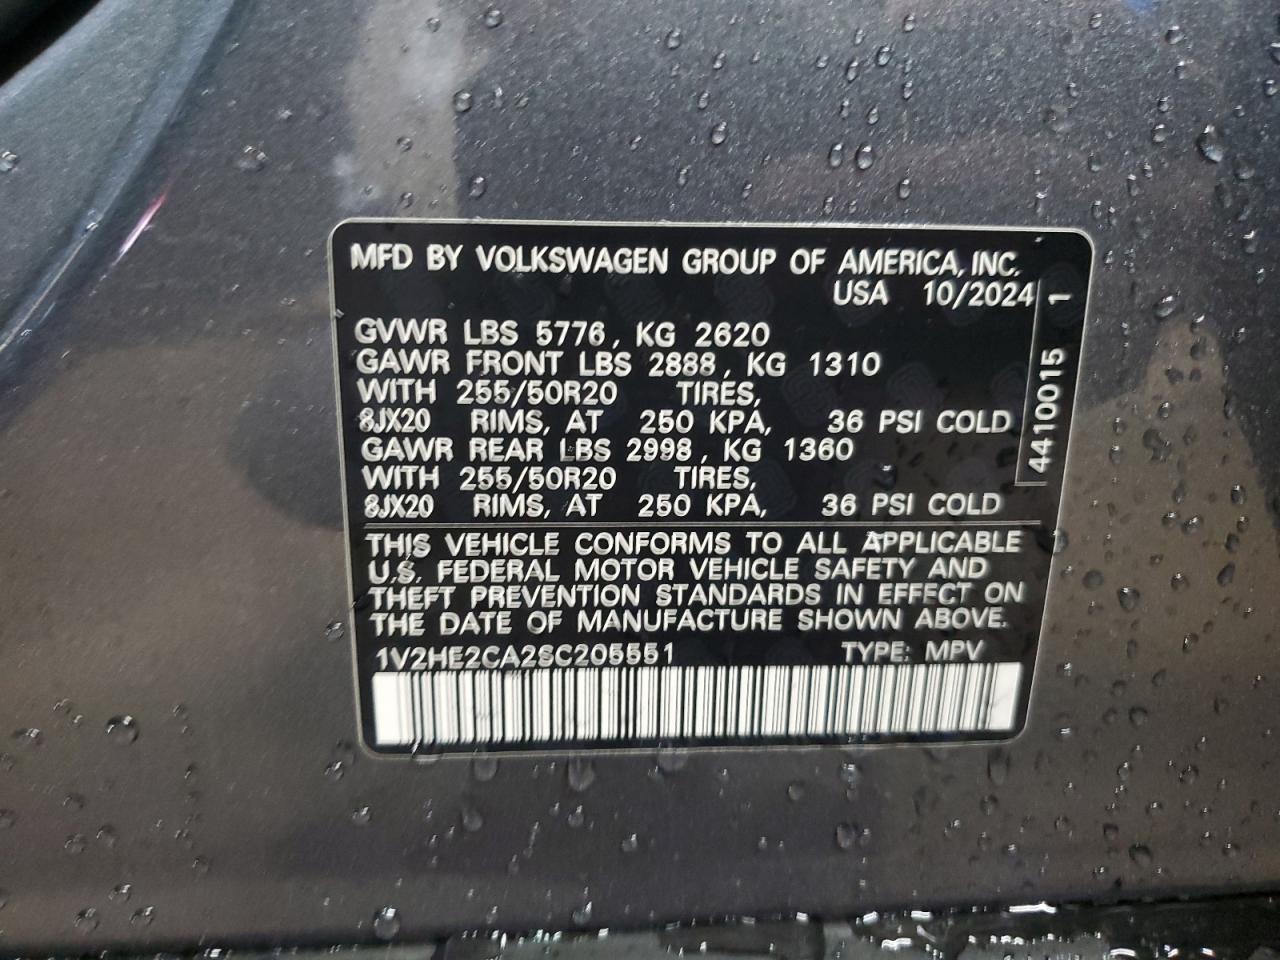 MFD BY VOLKSWAGEN GROUP OF AMERICA, INC.
USA 10/2024
GVWR LBS 5776, KG 2620
GAWR FRONT LBS 2888, KG 1310
WITH 255/50R20 TIRES,
8JX20 RIMS, AT 250 KPA, 36 PSI COLD
GAWR REAR LBS 2998, KG 1360
WITH 255/50R20 TIRES,
8JX20 RIMS, AT 250 KPA, 36 PSI COLD
4410015 1
THIS VEHICLE CONFORMS TO ALL APPLICABLE
U.S. FEDERAL MOTOR VEHICLE SAFETY AND
THEFT PREVENTION STANDARDS IN EFFECT ON
THE DATE OF MANUFACTURE SHOWN ABOVE.
1V2HE2CA2SC205551 TYPE: MPV